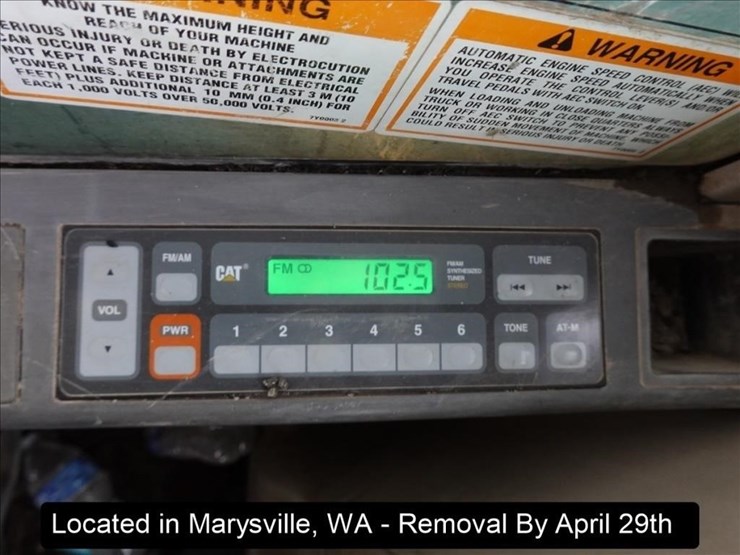 WARNING
KNOW THE MAXIMUM HEIGHT AND
REACH OF YOUR MACHINE
SERIOUS INJURY OR DEATH BY ELECTROCUTION
CAN OCCUR IF MACHINE OR ATTACHMENTS ARE
NOT KEPT A SAFE DISTANCE FROM ELECTRICAL
POWER LINES. KEEP DISTANCE AT LEAST 3 M (10
FEET) PLUS ADDITIONAL 10 MM (0.4 INCH) FOR
EACH 1,000 VOLTS OVER 50,000 VOLTS.
WARNING
AUTOMATIC ENGINE SPEED CONTROL (AEC)
INCREASE ENGINE SPEED AUTOMATICALLY WHEN
YOU OPERATE THE CONTROL LEVER(S) AND/
TRAVEL PEDALS WITH AEC SWITCH ON
WHEN LOADING AND UNLOADING MACHINE FROM
TRUCK OR WORKING IN CLOSE ALWAYS
TURN OFF AEC SWITCH TO PREVENT ANY
BILITY OF SUDDEN MOVEMENT OF MACHINE WHICH
COULD RESULT IN SERIOUS INJURY OR DEATH.
FM/AM
CAT®
FM CD 102.5
FM/AM
SYNTHESIZED
TUNER
STEREO
TUNE
VOL
PWR
1 2 3 4 5 6
TONE
AT-M
Located in Marysville, WA - Removal By April 29th